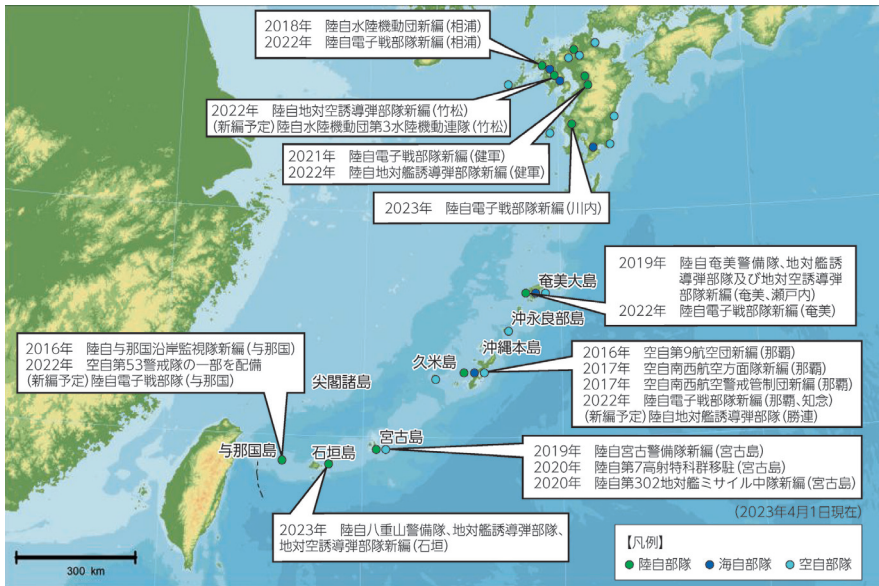 2018年 陸自水陸機動団新編(相浦)
2022年 陸自電子戦部隊新編(相浦)
2022年 陸自地対空誘導弾部隊新編(竹松)
(新編予定)陸自水陸機動団第3水陸機動連隊(竹松)
2021年 陸自電子戦部隊新編(健軍)
2022年 陸自地対艦誘導弾部隊新編(健軍)
2023年 陸自電子戦部隊新編(川内)
2019年 陸自奄美警備隊、地対艦誘
導弾部隊及び地対空誘導弾
部隊新編(奄美、瀬戸内)
2022年 陸自電子戦部隊新編(奄美)
奄美大島
沖永良部島
沖縄本島
久米島
尖閣諸島
2016年 陸自与那国沿岸監視隊新編(与那国)
2022年 空自第53警戒隊の一部を配備
(新編予定)陸自電子戦部隊(与那国)
2016年 空自第9航空団新編(那覇)
2017年 空自南西航空方面隊新編(那覇)
2017年 空自南西航空警戒管制団新編(那覇)
2022年 陸自電子戦部隊新編(那覇、知念)
(新編予定)陸自地対艦誘導弾部隊(勝連)
与那国島
石垣島
宮古島
2019年 陸自宮古警備隊新編(宮古島)
2020年 陸自第7高射特科群移駐(宮古島)
2020年 陸自第302地対艦ミサイル中隊新編(宮古島)
(2023年4月1日現在)
2023年 陸自八重山警備隊、地対艦誘導弾部隊、
地対空誘導弾部隊新編(石垣)
【凡例】
陸自部隊 海自部隊 空自部隊
300 km